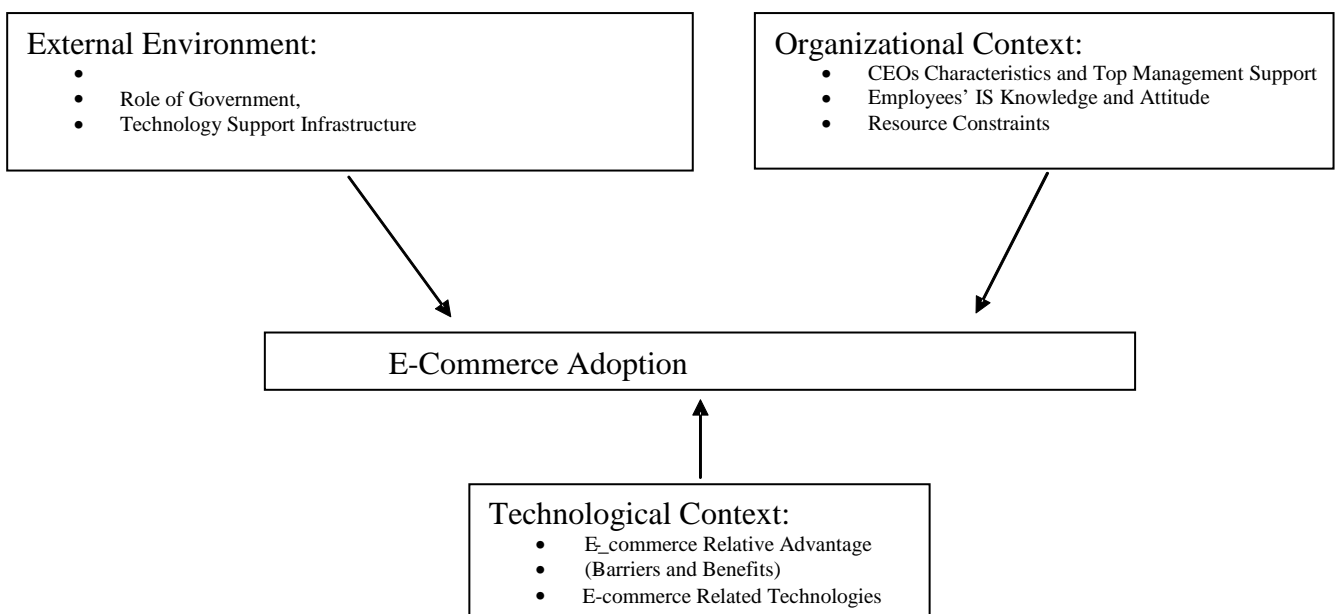 External Environment:
•
• Role of Government,
• Technology Support Infrastructure
Organizational Context:
• CEOs Characteristics and Top Management Support
• Employees’ IS Knowledge and Attitude
• Resource Constraints
E-Commerce Adoption
Technological Context:
• E-_commerce Relative Advantage
• (Barriers and Benefits)
• E-commerce Related Technologies